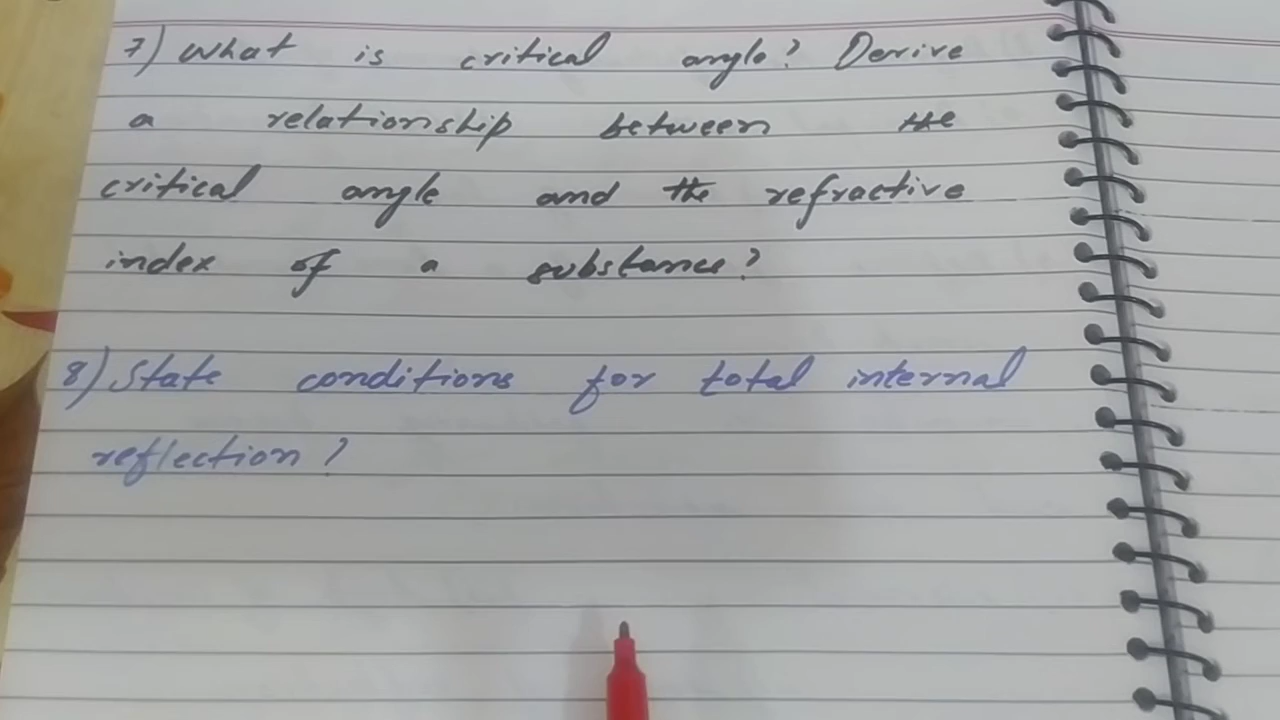 7) What is critical angle? Derive
a relationship between the
critical angle and the refractive
index of a substance?
8) State conditions for total internal
reflection?